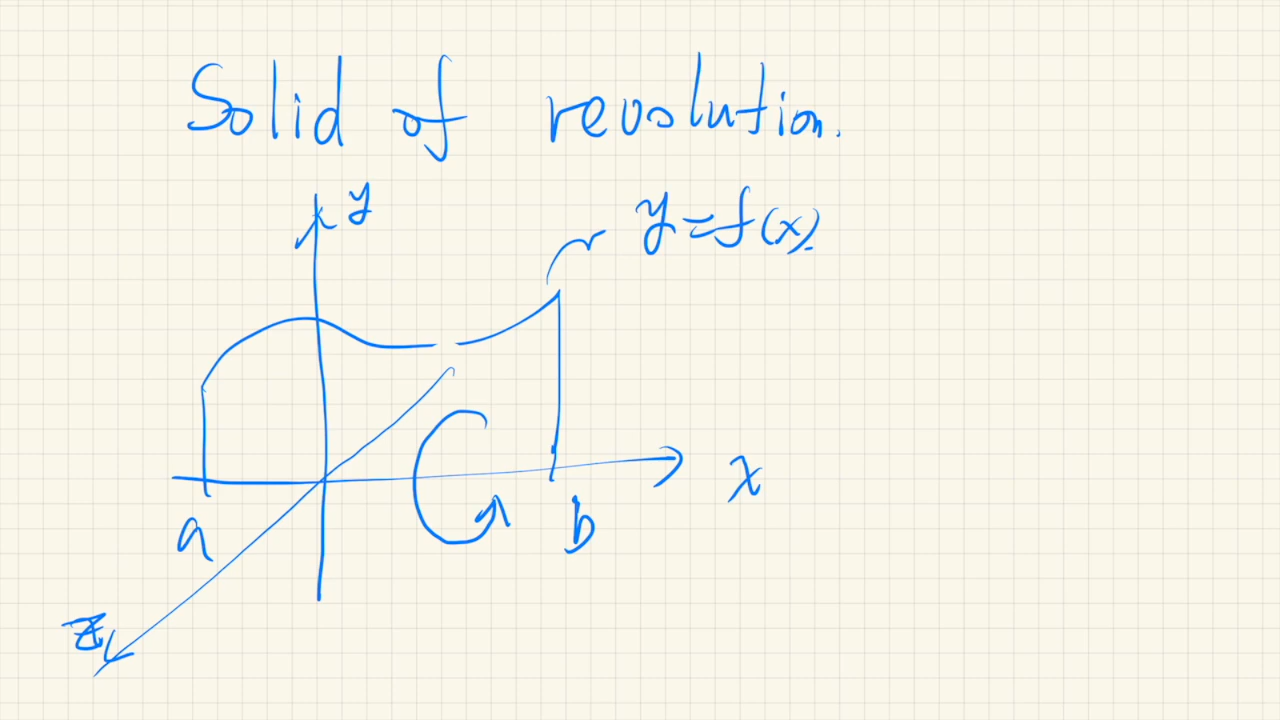 Solid of revolution.
y
y=f(x).
x
a
b
z